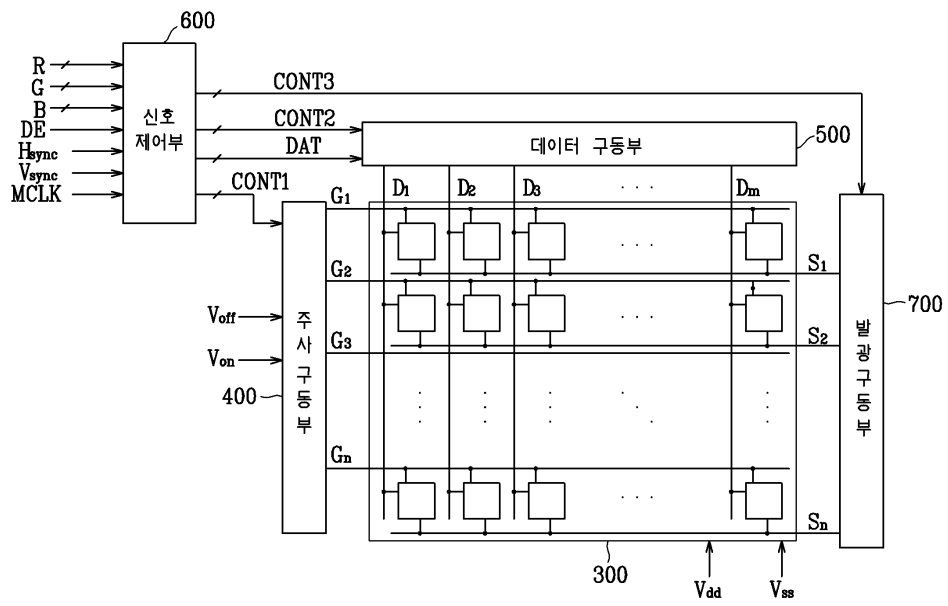 600
R
G
B
DE
Hsync
Vsync
MCLK
신호
제어부
CONT3
CONT2
DAT
CONT1
데이터 구동부
500
D1 D2 D3 Dm
G1
G2
G3
Gn
S1
S2
Sn
Voff
Von
400
주사구동부
발광구동부
700
300
Vdd
Vss